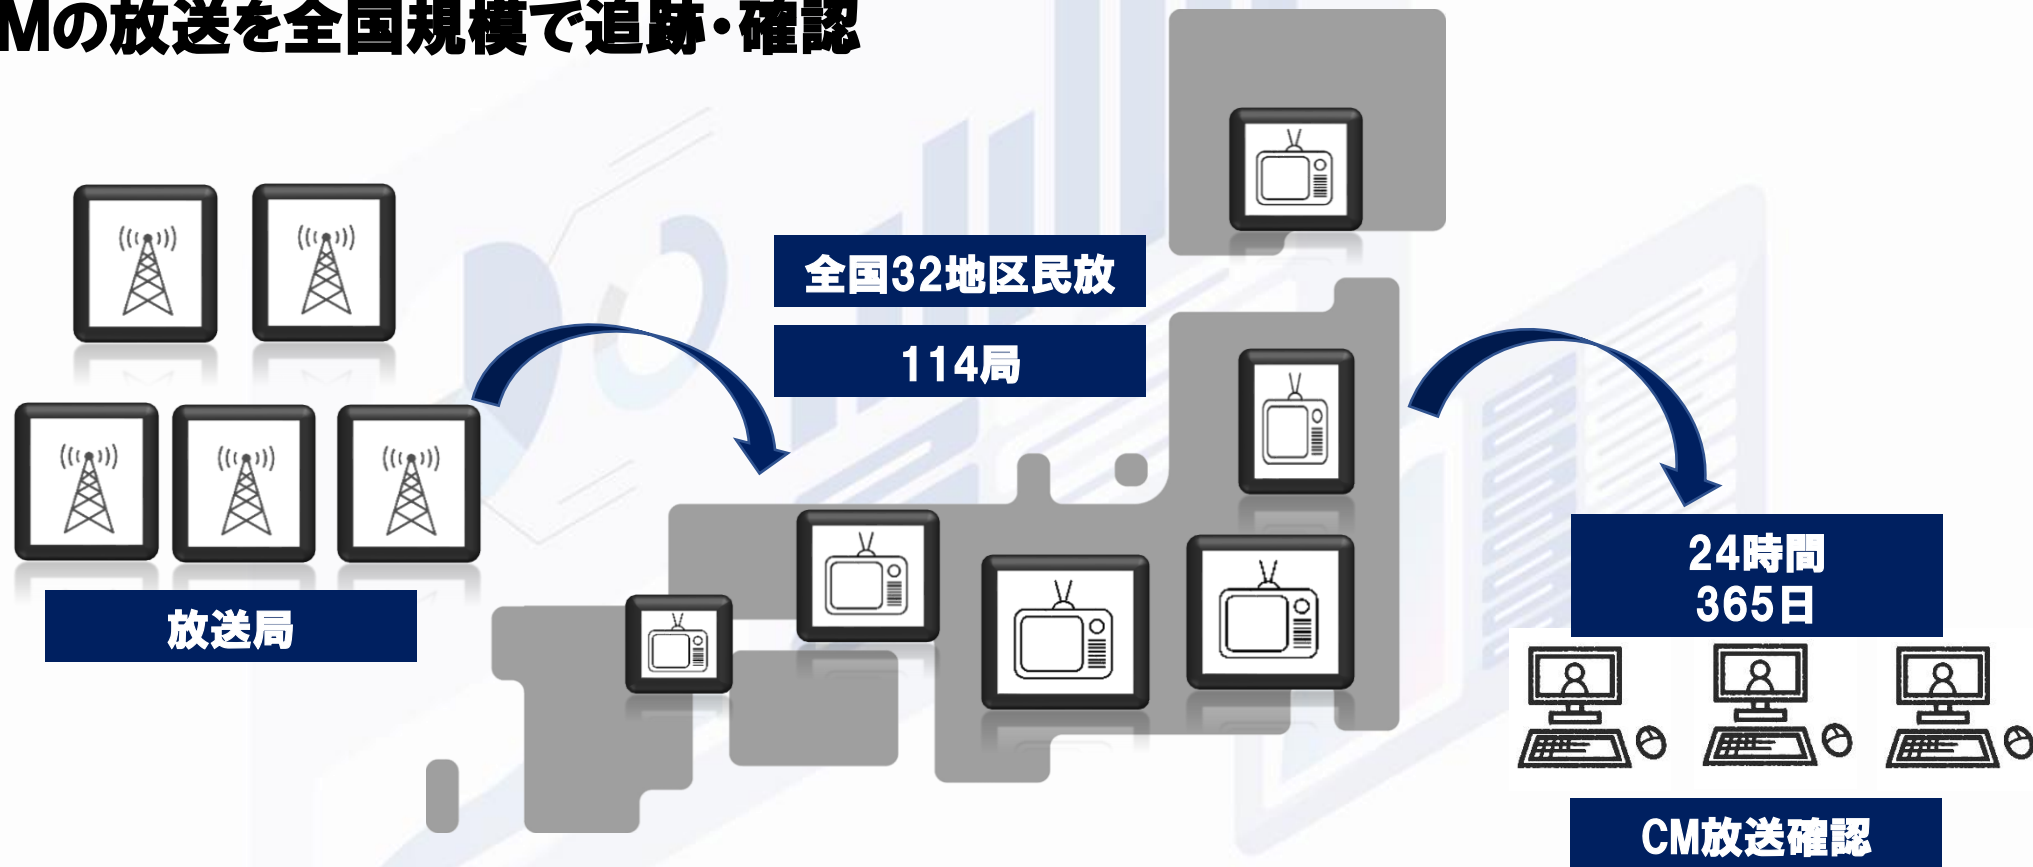 Mの放送を全国規模で追跡・確認
全国32地区民放
114局
放送局
24時間
365日
CM放送確認